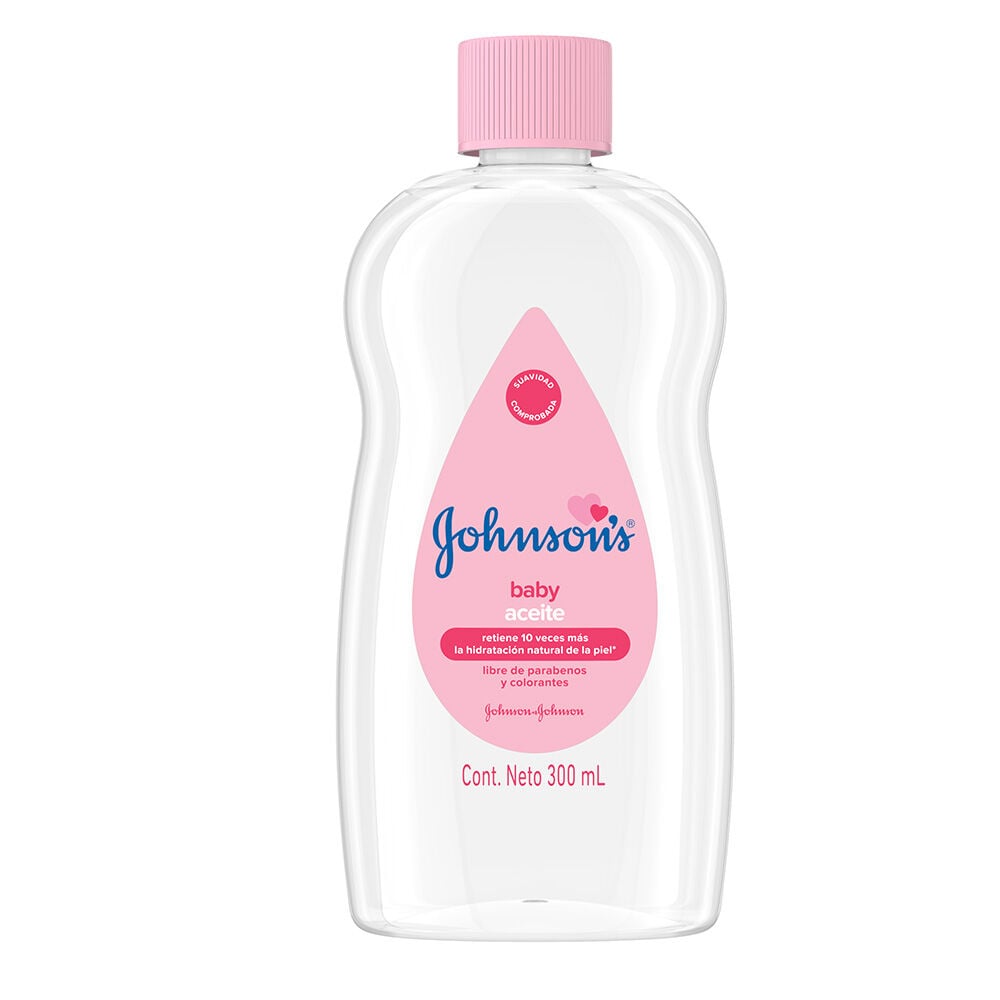 SUAVIDAD
COMPROBADA
Johnson's®
baby
aceite
retiene 10 veces más
la hidratación natural de la piel*
libre de parabenos
y colorantes
Johnson&Johnson
Cont. Neto 300 mL